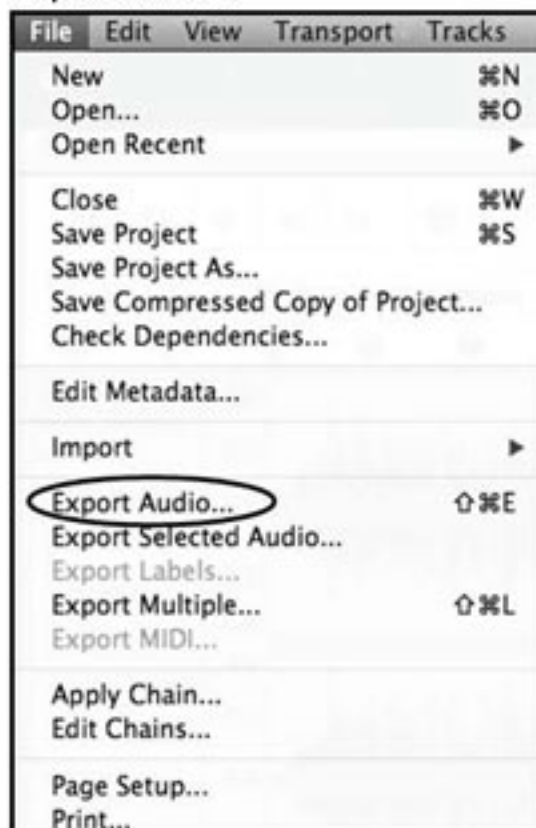 File Edit View Transport Tracks
New ⌘N
Open... ⌘O
Open Recent ▶
Close ⌘W
Save Project ⌘S
Save Project As...
Save Compressed Copy of Project...
Check Dependencies...
Edit Metadata...
Import ▶
Export Audio... ⇧⌘E
Export Selected Audio...
Export Labels...
Export Multiple... ⇧⌘L
Export MIDI...
Apply Chain...
Edit Chains...
Page Setup...
Print...